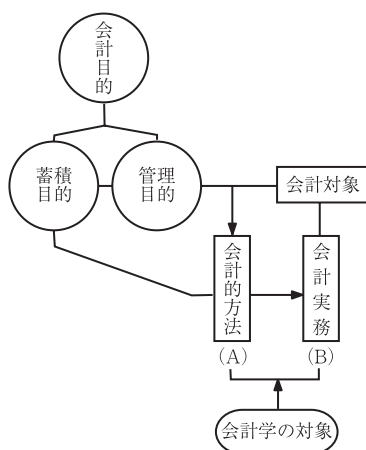 会計目的
蓄積
目的
管理
目的
会計対象
会計的方法
会計実務
(A)
(B)
会計学の対象